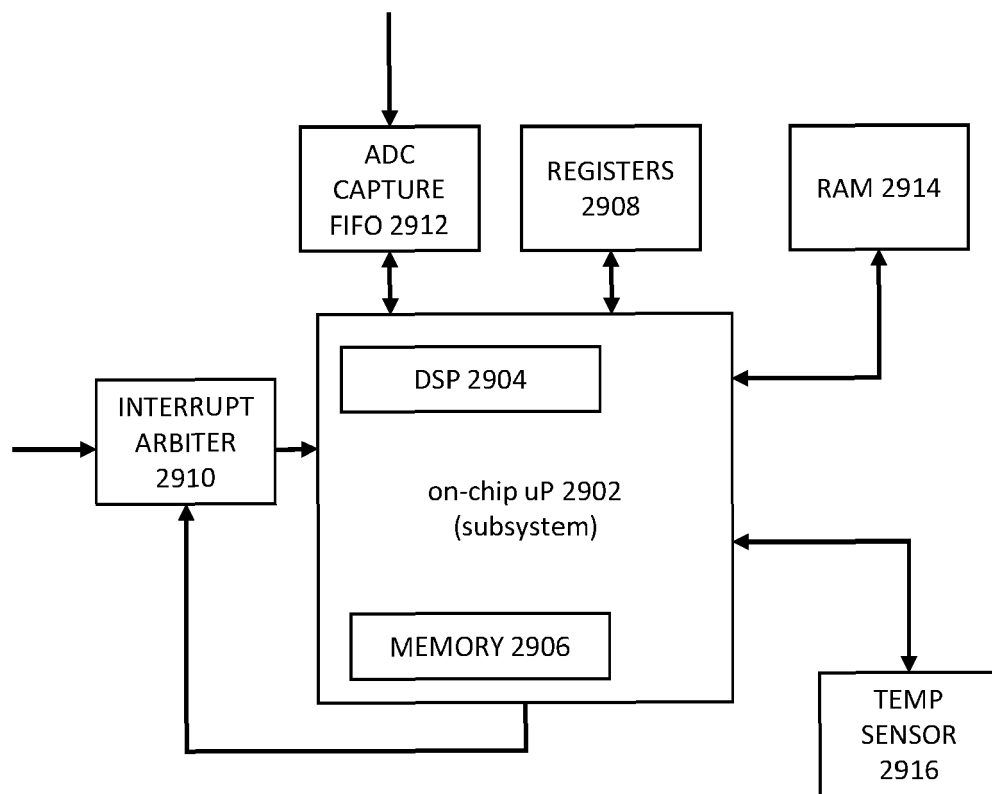 ADC
CAPTURE
FIFO 2912
REGISTERS
2908
RAM 2914
DSP 2904
INTERRUPT
ARBITER
2910
on-chip uP 2902
(subsystem)
MEMORY 2906
TEMP
SENSOR
2916